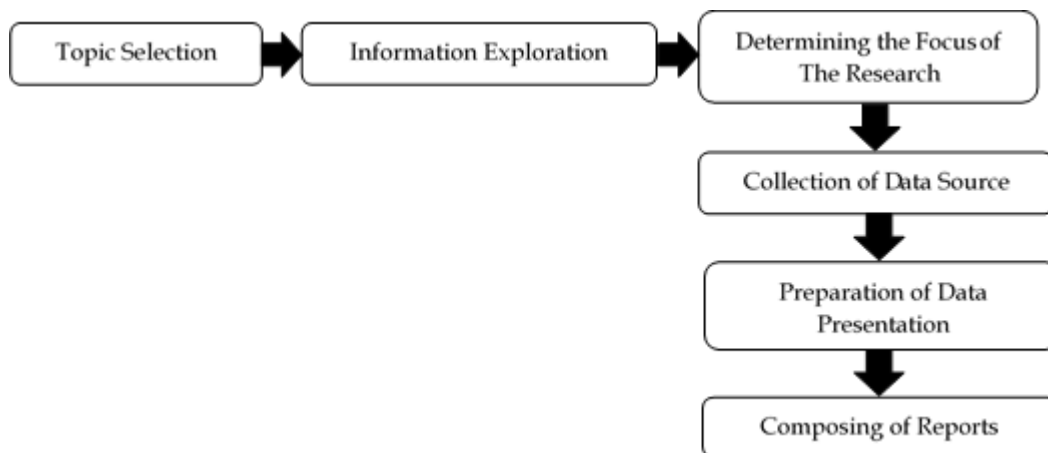 Topic Selection
Information Exploration
Determining the Focus of
The Research
Collection of Data Source
Preparation of Data
Presentation
Composing of Reports